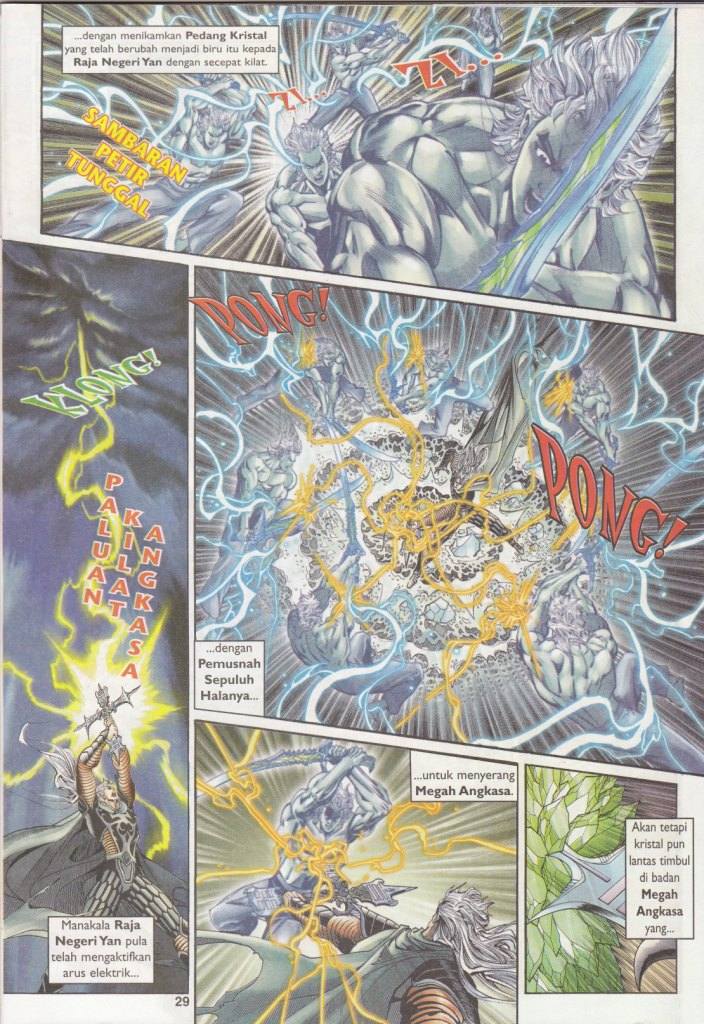 ...dengan menikamkan Pedang Kristal
yang telah berubah menjadi biru itu kepada
Raja Negeri Yan dengan secepat kilat.
ZI...
ZI...
SAMBARAN
PETIR
TUNGGAL
KLONG!
PALUAN
KILAT
ANGKASA
Manakala Raja
Negeri Yan pula
telah mengaktifkan
arus elektrik...
PONG!
PONG!
...dengan
Pemusnah
Sepuluh
Halanya...
...untuk menyerang
Megah Angkasa.
Akan tetapi
kristal pun
lantas timbul
di badan
Megah
Angkasa
yang...
29